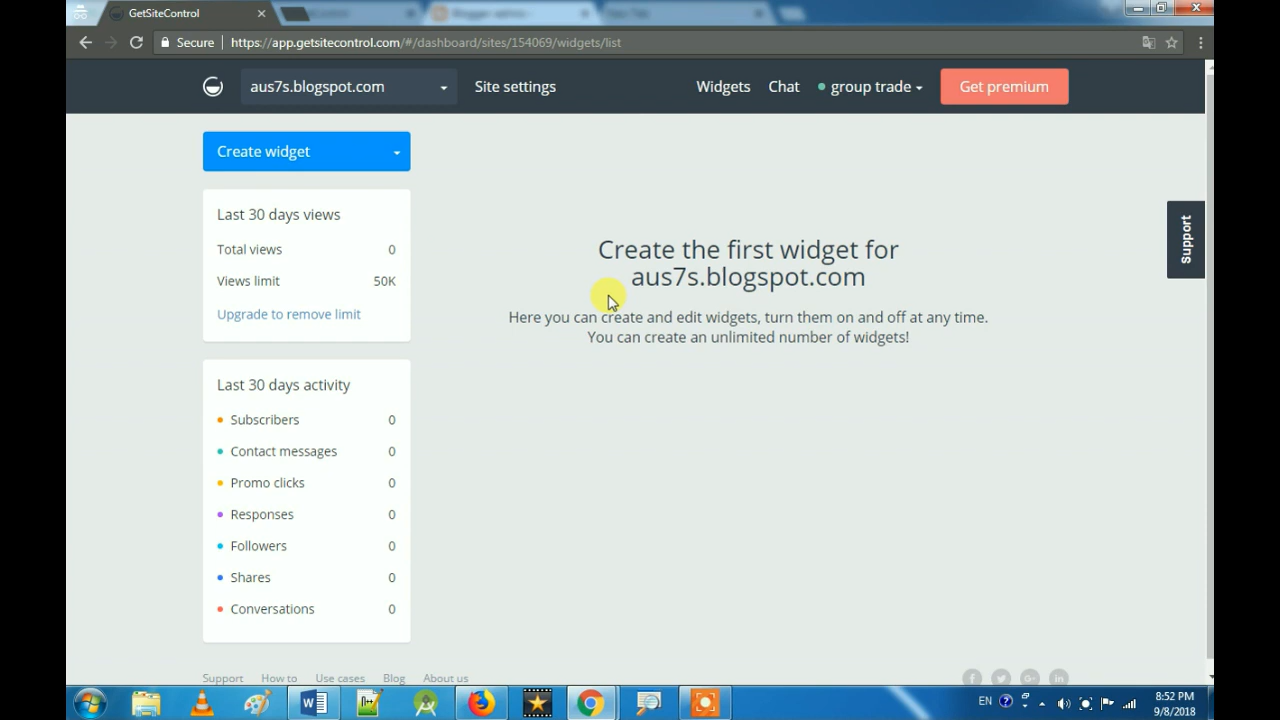 GetSiteControl
New Tab
Secure https://app.getsitecontrol.com/#/dashboard/sites/154069/widgets/list
aus7s.blogspot.com Site settings Widgets Chat group trade Get premium
Create widget
Last 30 days views
Total views 0
Views limit 50K
Upgrade to remove limit
Create the first widget for
aus7s.blogspot.com
Here you can create and edit widgets, turn them on and off at any time.
You can create an unlimited number of widgets!
Support
Last 30 days activity
Subscribers 0
Contact messages 0
Promo clicks 0
Responses 0
Followers 0
Shares 0
Conversations 0
Support How to Use cases Blog About us
EN 8:52 PM
9/8/2018